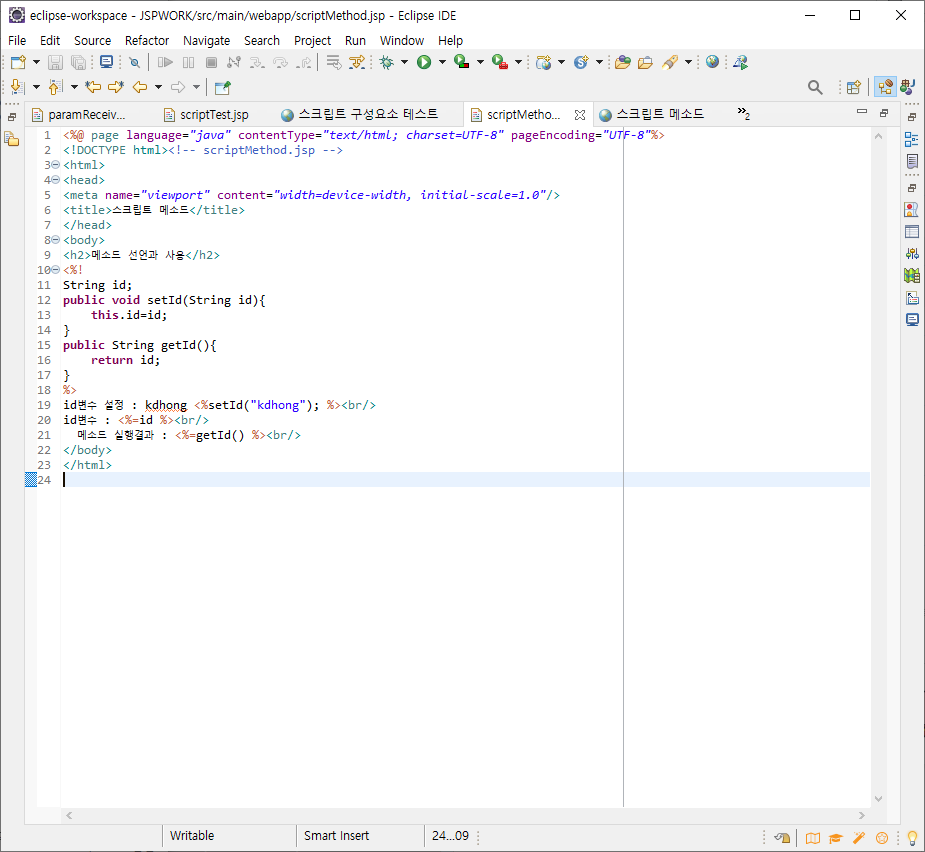 eclipse-workspace - JSPWORK/src/main/webapp/scriptMethod.jsp - Eclipse IDE
File Edit Source Refactor Navigate Search Project Run Window Help
paramReceiv... scriptTest.jsp 스크립트 구성요소 테스트 scriptMetho... 스크립트 메소드 »2
1 <%@ page language="java" contentType="text/html; charset=UTF-8" pageEncoding="UTF-8"%>
2 <!DOCTYPE html><!-- scriptMethod.jsp -->
3 <html>
4 <head>
5 <meta name="viewport" content="width=device-width, initial-scale=1.0"/>
6 <title>스크립트 메소드</title>
7 </head>
8 <body>
9 <h2>메소드 선언과 사용</h2>
10 <%!
11 String id;
12 public void setId(String id){
13     this.id=id;
14 }
15 public String getId(){
16     return id;
17 }
18 %>
19 id변수 설정 : kdhong <%setId("kdhong"); %><br/>
20 id변수 : <%=id %><br/>
21   메소드 실행결과 : <%=getId() %><br/>
22 </body>
23 </html>
24
Writable Smart Insert 24...09